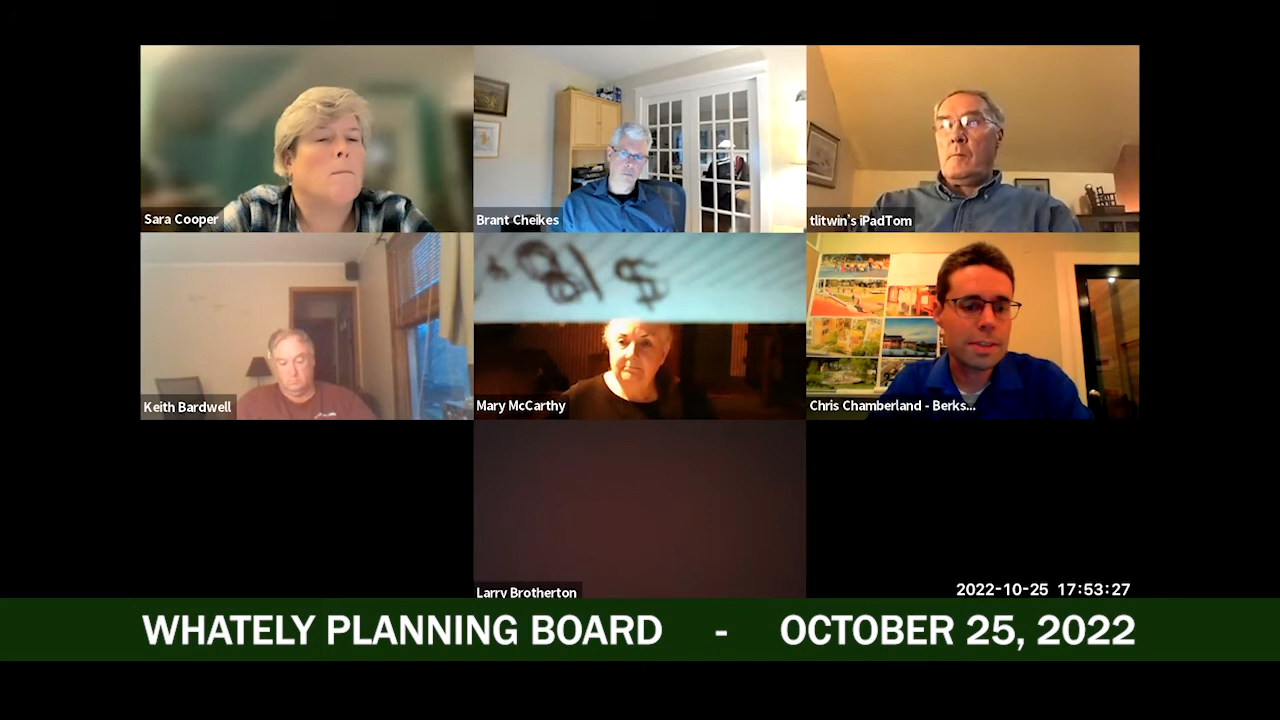 Sara Cooper
Brant Cheikes
tlitwin's iPadTom
Keith Bardwell
Mary McCarthy
Chris Chamberland - Berks...
Larry Brotherton
2022-10-25 17:53:27
WHATELY PLANNING BOARD - OCTOBER 25, 2022